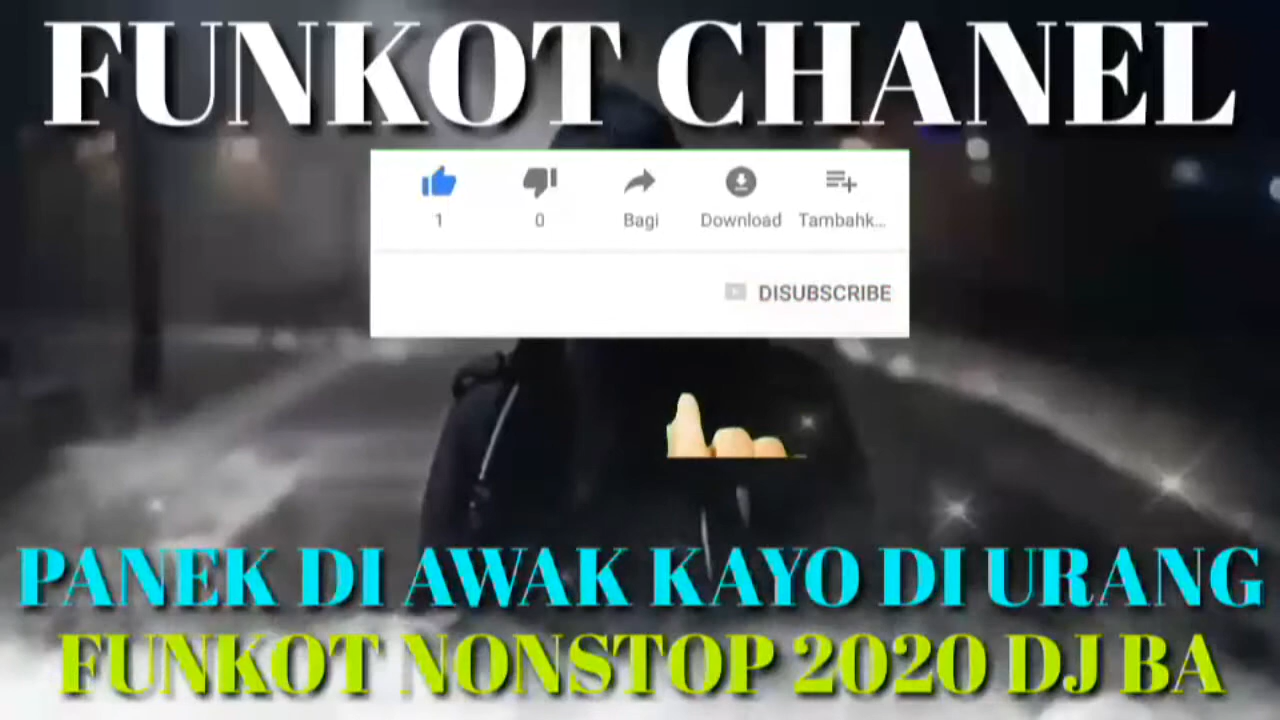 FUNKOT CHANEL
1 0 Bagi Download Tambahk...
DISUBSCRIBE
PANEK DI AWAK KAYO DI URANG
FUNKOT NONSTOP 2020 DJ BA